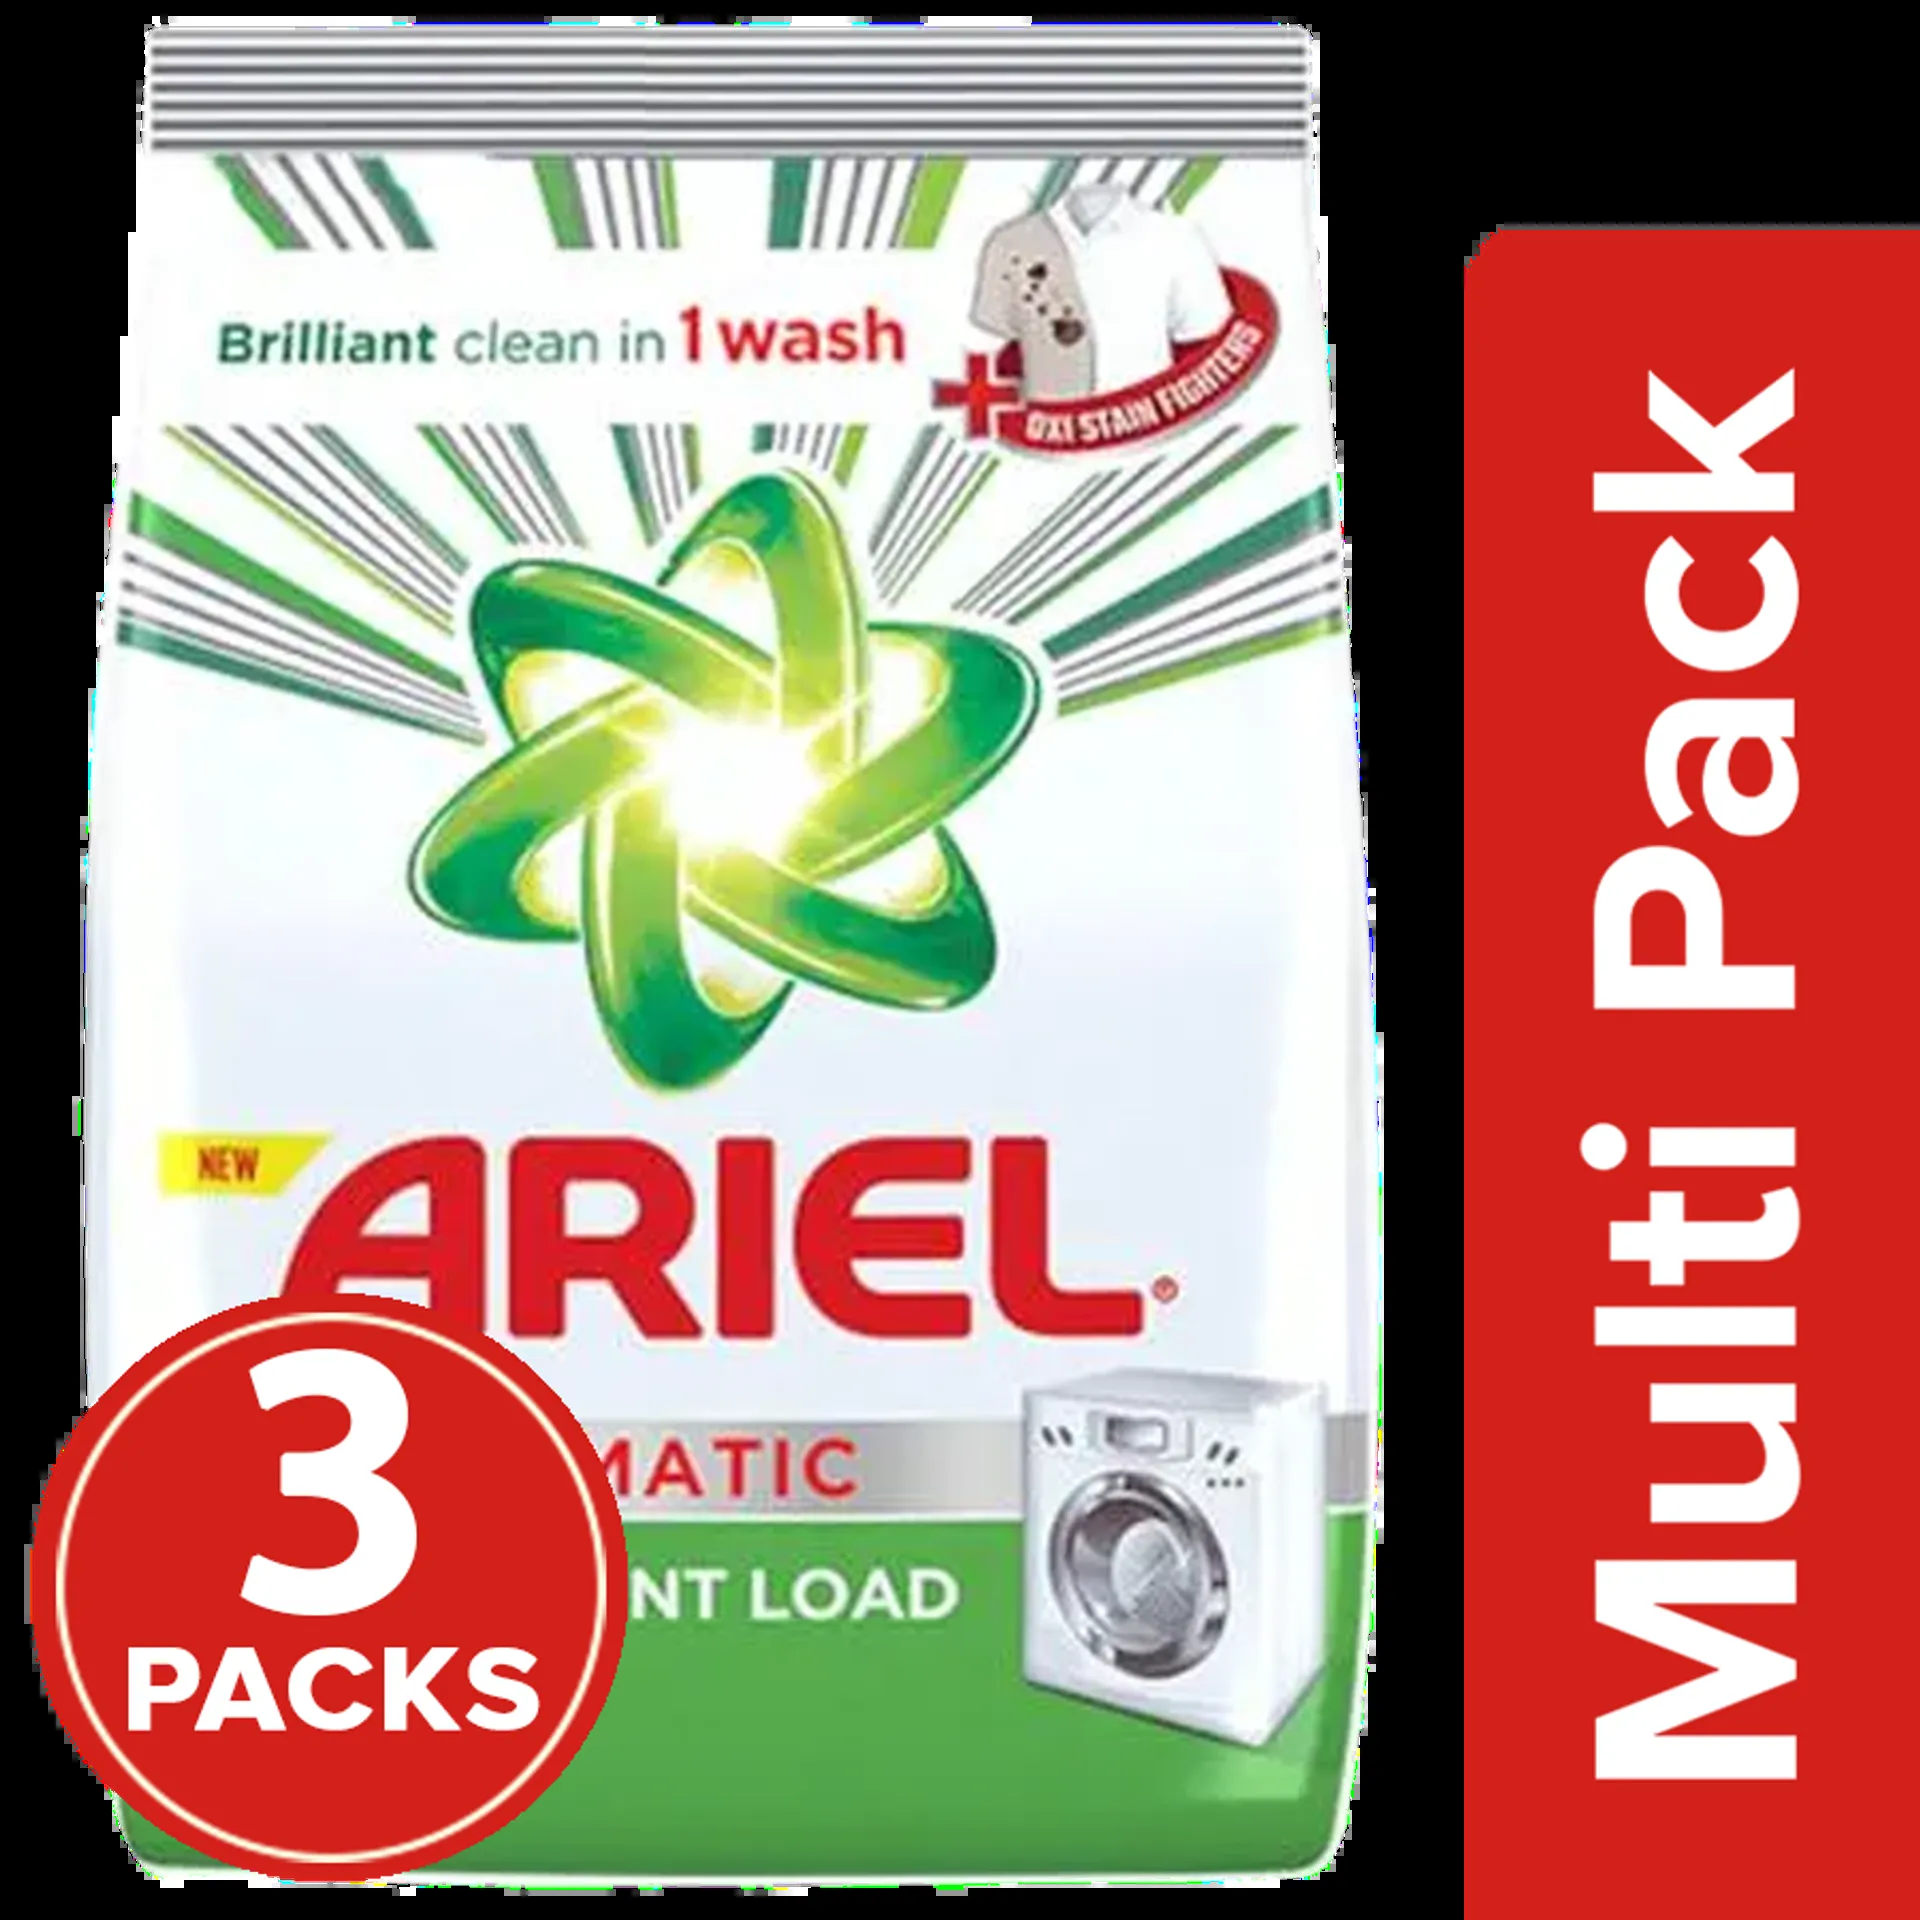 Brilliant clean in 1 wash
OXI STAIN FIGHTERS
NEW
ARIEL
MATIC
NT LOAD
3
PACKS
Multi Pack